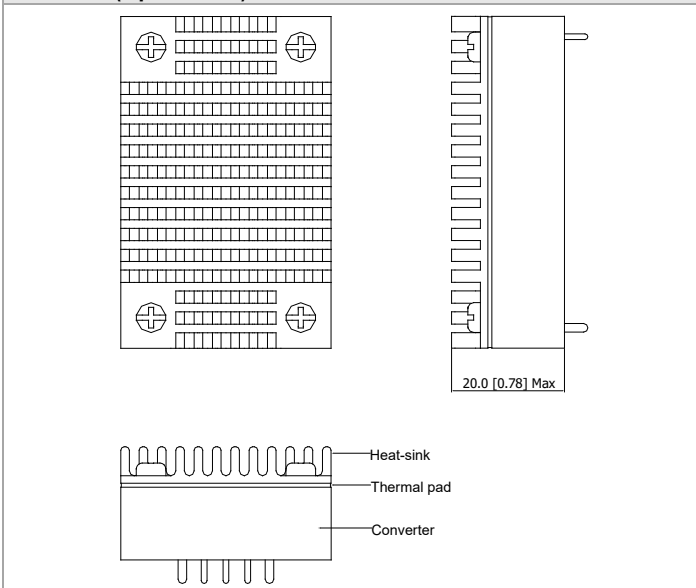 20.0 [0.78] Max
Heat-sink
Thermal pad
Converter